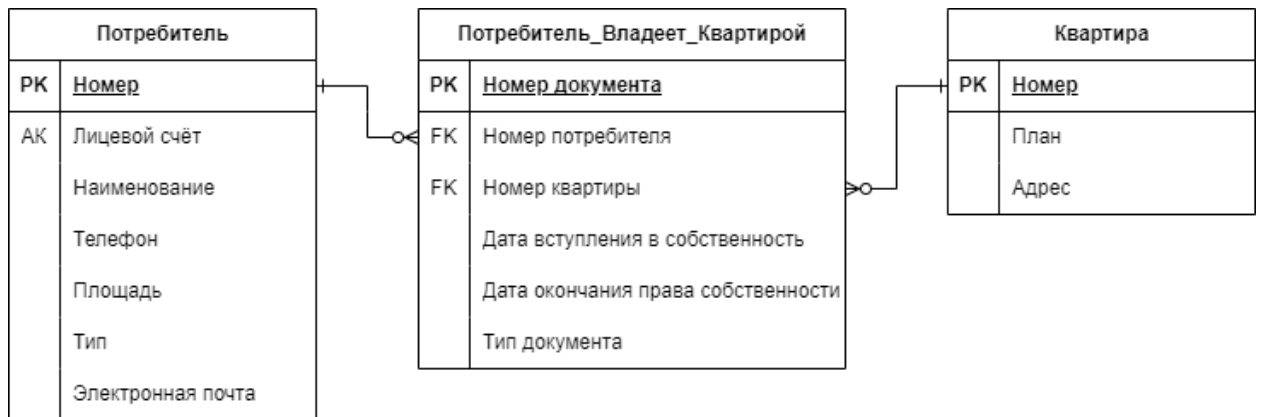 Потребитель
PK Номер
АК Лицевой счёт
Наименование
Телефон
Площадь
Тип
Электронная почта
Потребитель_Владеет_Квартирой
PK Номер документа
FK Номер потребителя
FK Номер квартиры
Дата вступления в собственность
Дата окончания права собственности
Тип документа
Квартира
PK Номер
План
Адрес